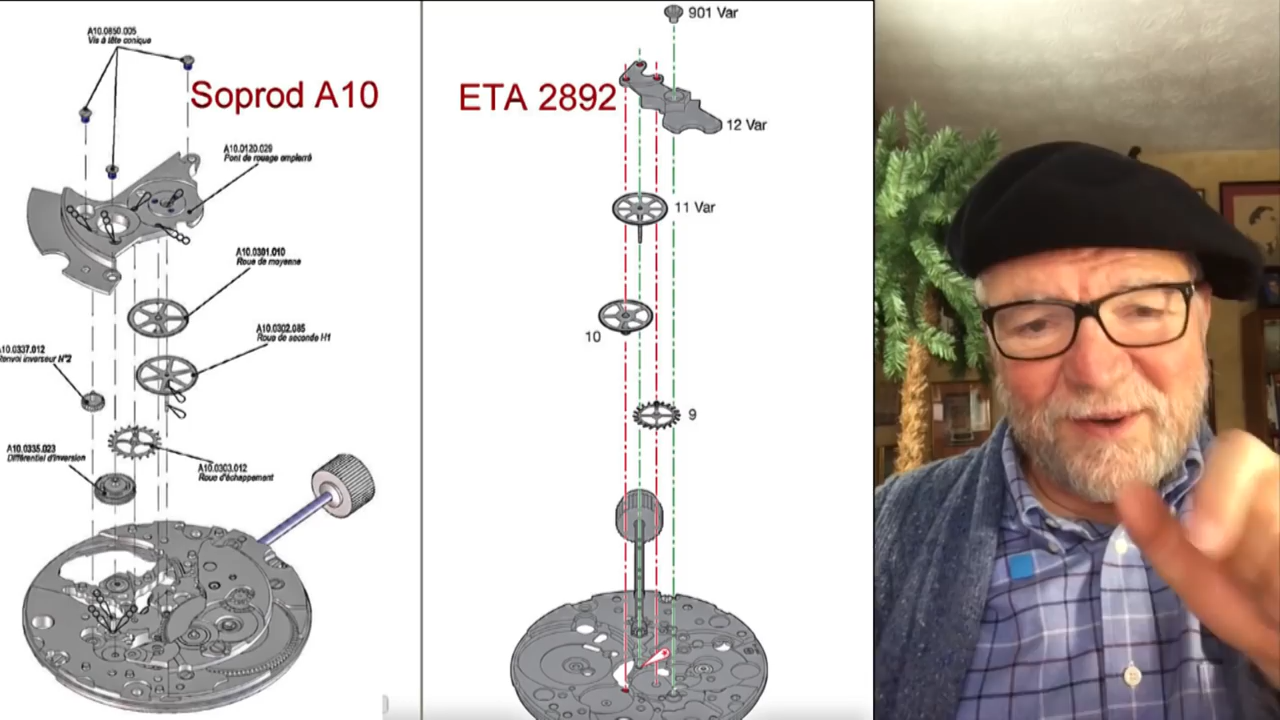 A10.0850.005
Vis à tête conique
Soprod A10
A10.0120.029
Pont de rouage empierré
A10.0301.010
Roue de moyenne
A10.0302.085
Roue de seconde H1
A10.0337.012
Renvoi inverseur N°2
A10.0335.023
Différentiel d'inversion
A10.0303.012
Roue d'échappement
ETA 2892
901 Var
12 Var
11 Var
10
9